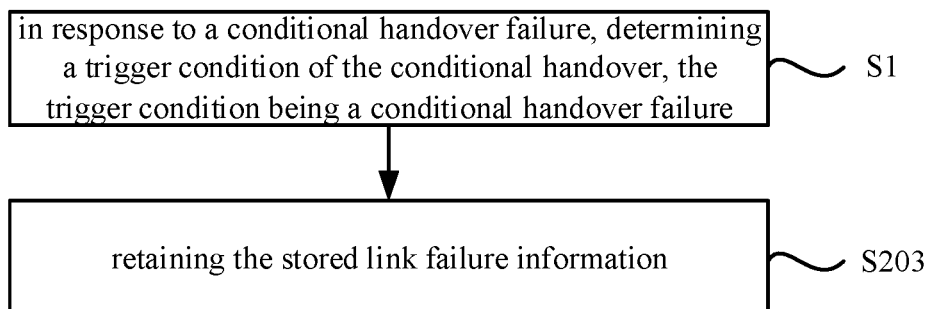 in response to a conditional handover failure, determining
a trigger condition of the conditional handover, the
trigger condition being a conditional handover failure
S1
retaining the stored link failure information
S203